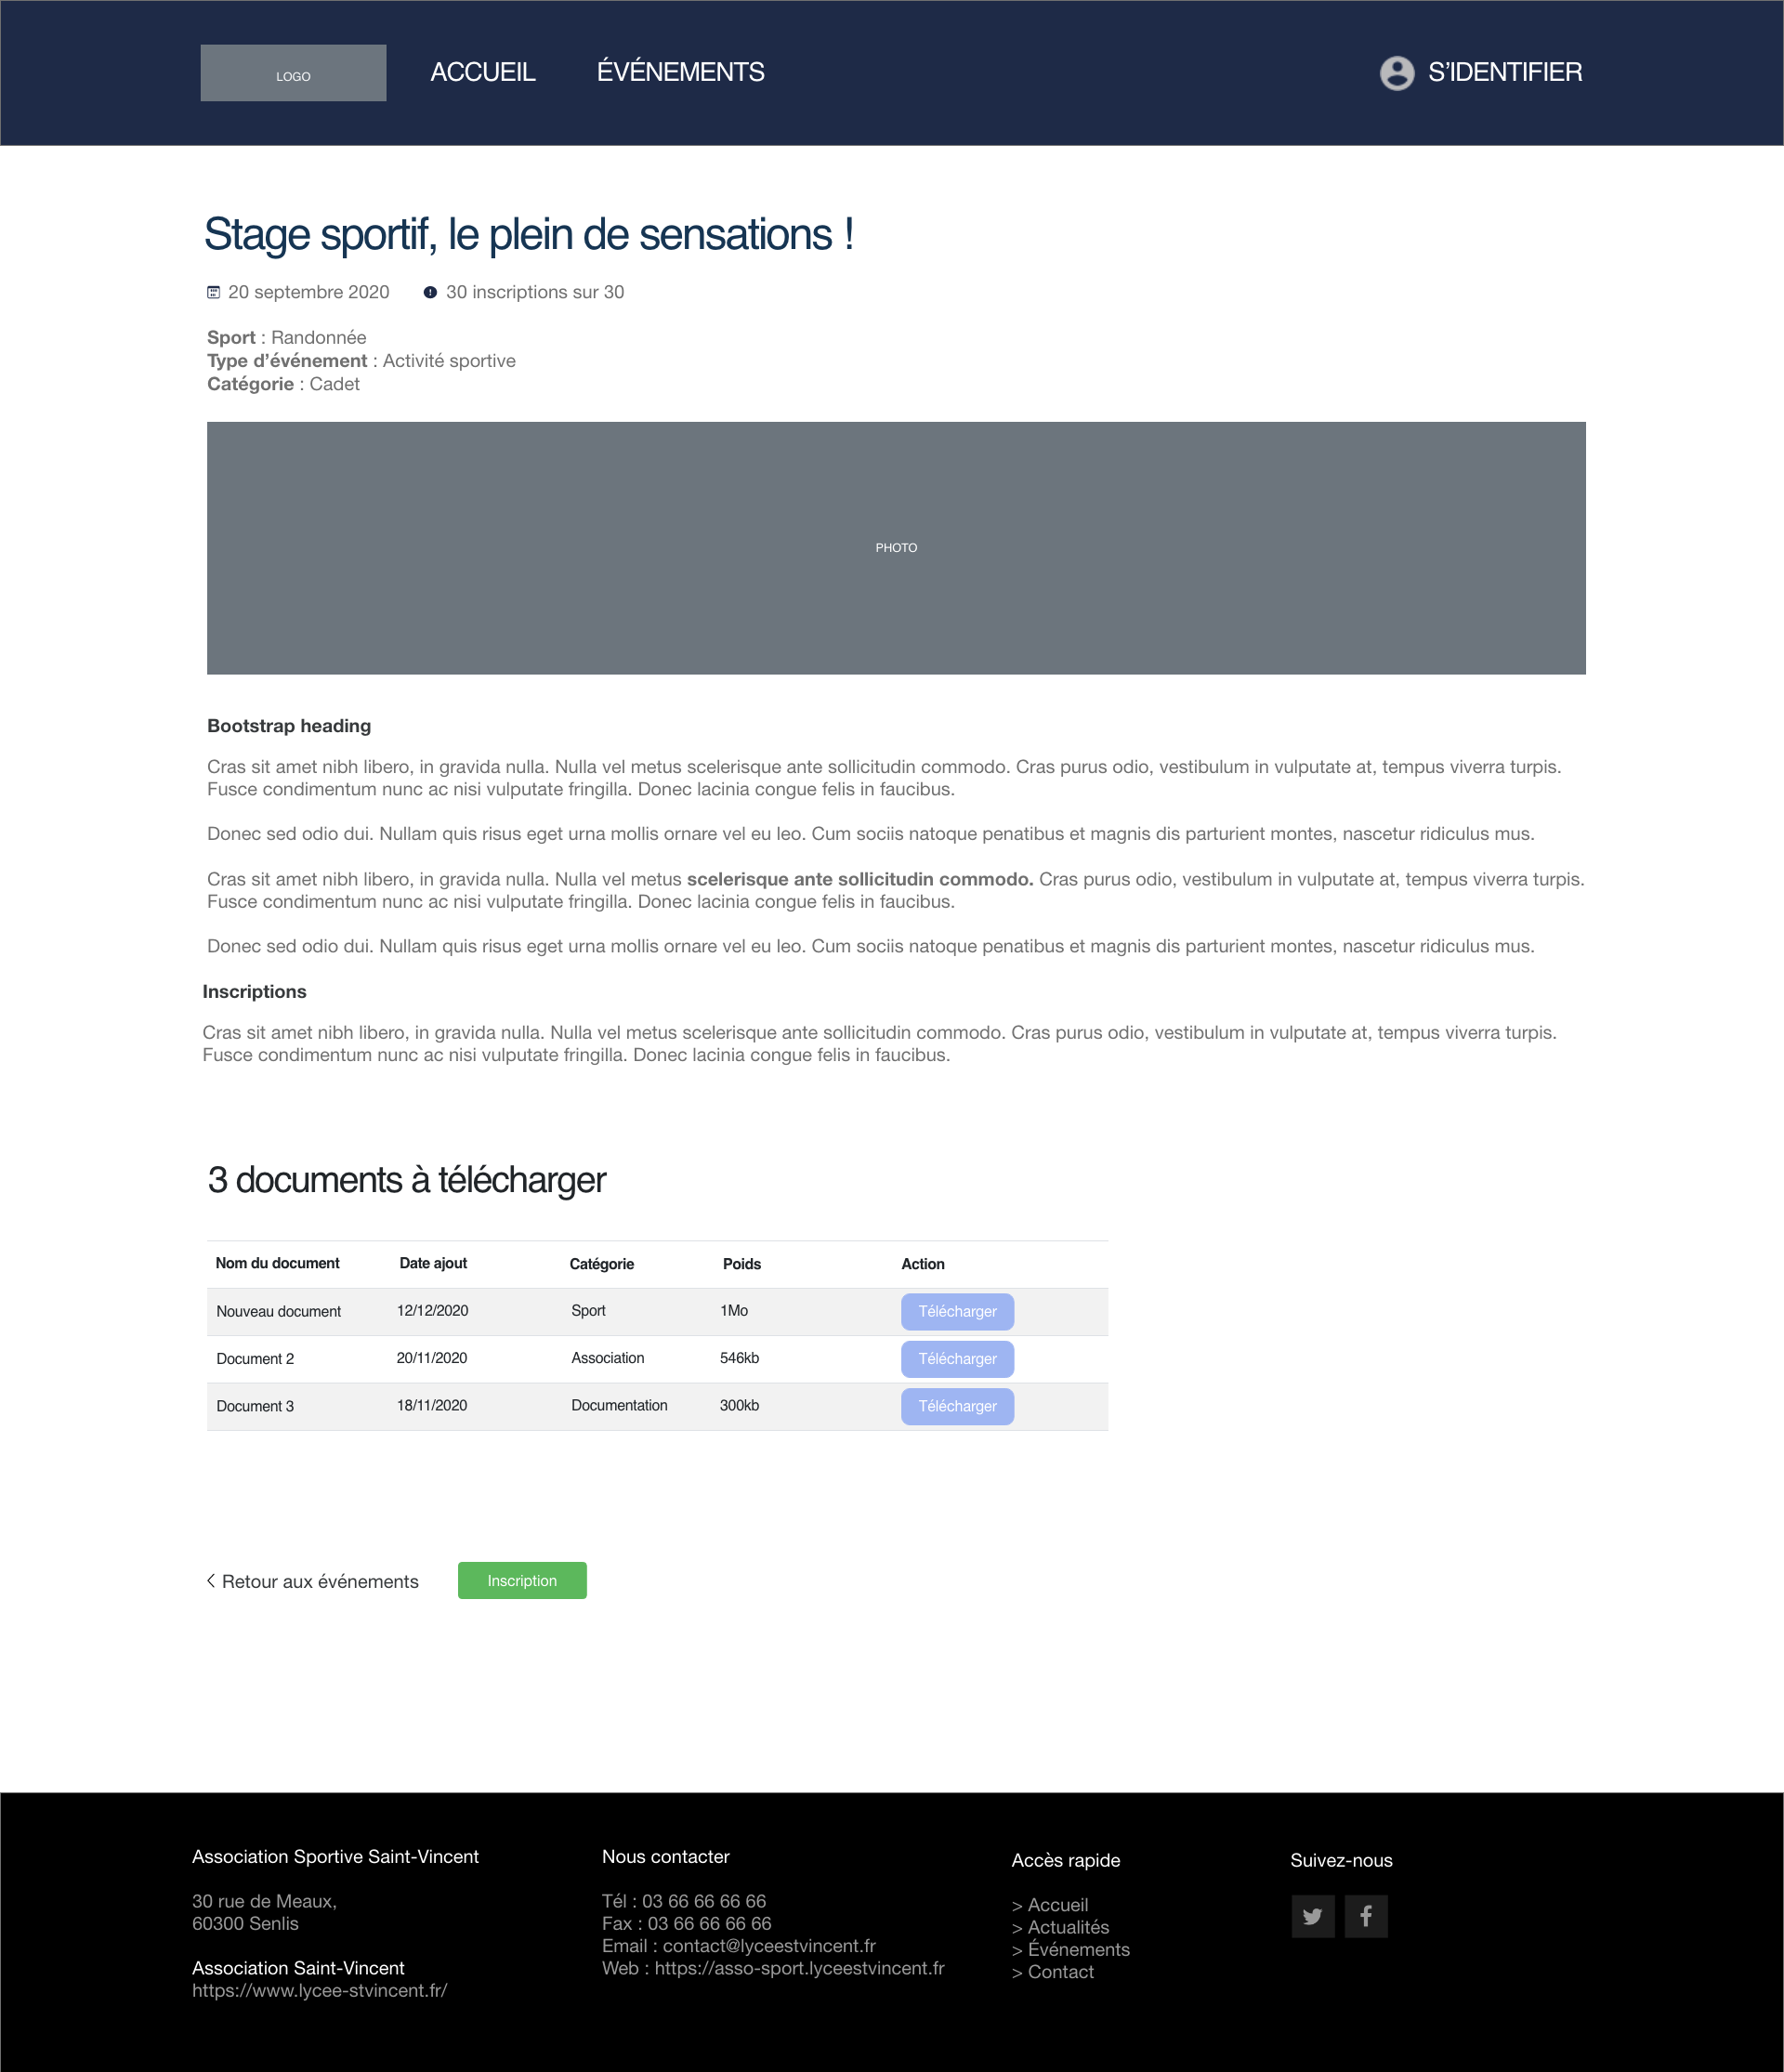 LOGO
ACCUEIL
ÉVÉNEMENTS
S’IDENTIFIER
Stage sportif, le plein de sensations !
20 septembre 2020
30 inscriptions sur 30
Sport : Randonnée
Type d’événement : Activité sportive
Catégorie : Cadet
PHOTO
Bootstrap heading
Cras sit amet nibh libero, in gravida nulla. Nulla vel metus scelerisque ante sollicitudin commodo. Cras purus odio, vestibulum in vulputate at, tempus viverra turpis.
Fusce condimentum nunc ac nisi vulputate fringilla. Donec lacinia congue felis in faucibus.
Donec sed odio dui. Nullam quis risus eget urna mollis ornare vel eu leo. Cum sociis natoque penatibus et magnis dis parturient montes, nascetur ridiculus mus.
Cras sit amet nibh libero, in gravida nulla. Nulla vel metus scelerisque ante sollicitudin commodo. Cras purus odio, vestibulum in vulputate at, tempus viverra turpis.
Fusce condimentum nunc ac nisi vulputate fringilla. Donec lacinia congue felis in faucibus.
Donec sed odio dui. Nullam quis risus eget urna mollis ornare vel eu leo. Cum sociis natoque penatibus et magnis dis parturient montes, nascetur ridiculus mus.
Inscriptions
Cras sit amet nibh libero, in gravida nulla. Nulla vel metus scelerisque ante sollicitudin commodo. Cras purus odio, vestibulum in vulputate at, tempus viverra turpis.
Fusce condimentum nunc ac nisi vulputate fringilla. Donec lacinia congue felis in faucibus.
3 documents à télécharger
Nom du document Date ajout Catégorie Poids Action
Nouveau document 12/12/2020 Sport 1Mo Télécharger
Document 2 20/11/2020 Association 546kb Télécharger
Document 3 18/11/2020 Documentation 300kb Télécharger
Retour aux événements
Inscription
Association Sportive Saint-Vincent
30 rue de Meaux,
60300 Senlis
Association Saint-Vincent
https://www.lycee-stvincent.fr/
Nous contacter
Tél : 03 66 66 66 66
Fax : 03 66 66 66 66
Email : contact@lyceestvincent.fr
Web : https://asso-sport.lyceestvincent.fr
Accès rapide
> Accueil
> Actualités
> Événements
> Contact
Suivez-nous